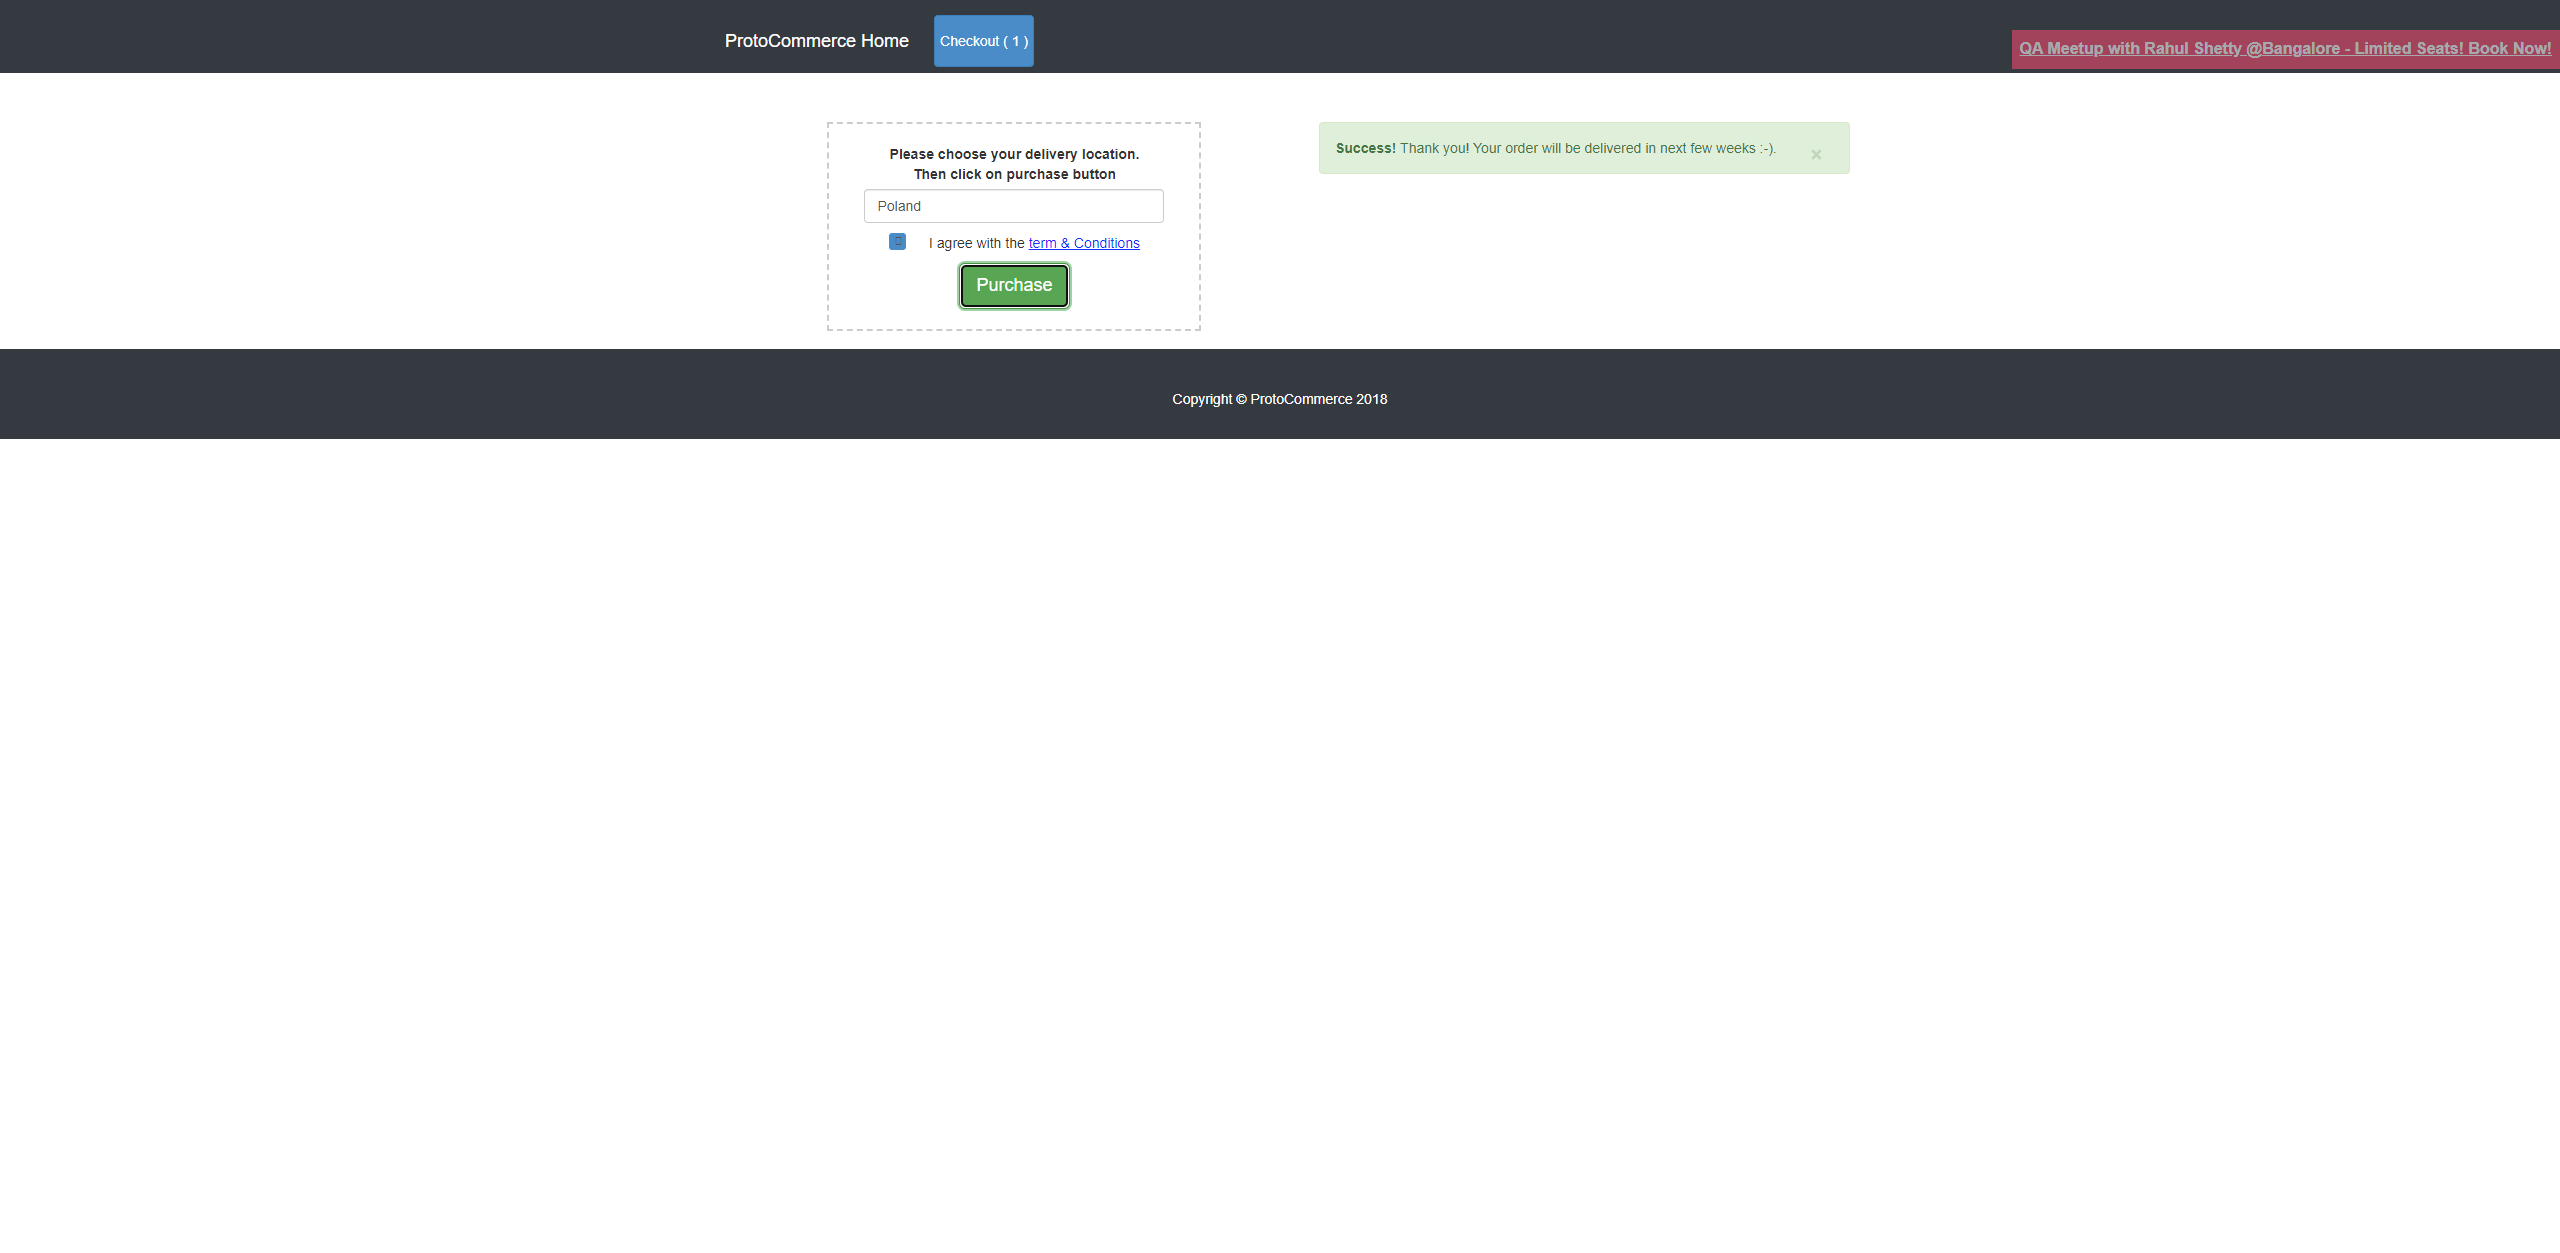 ProtoCommerce Home
Checkout ( 1 )
QA Meetup with Rahul Shetty @Bangalore - Limited Seats! Book Now!
Please choose your delivery location.
Then click on purchase button
Poland
I agree with the term & Conditions
Purchase
Success! Thank you! Your order will be delivered in next few weeks :-).
×
Copyright © ProtoCommerce 2018